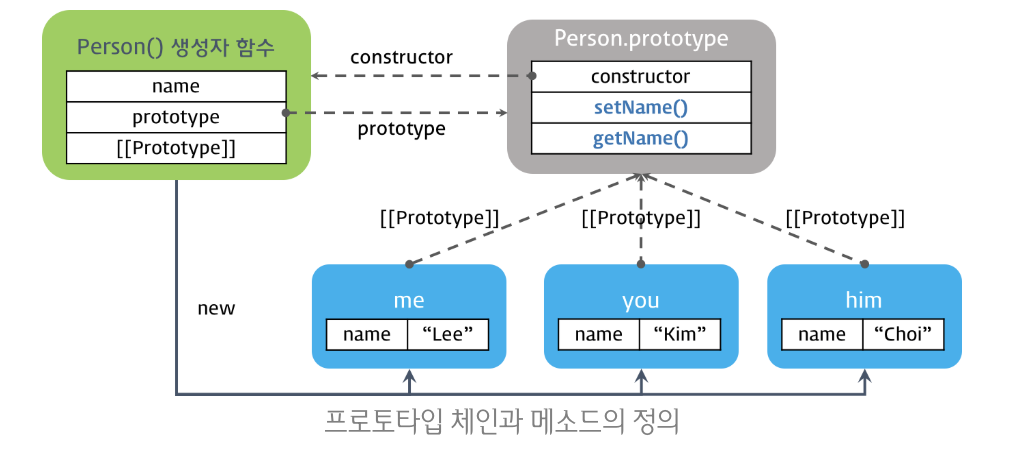 Person() 생성자 함수
name
prototype
[[Prototype]]
constructor
prototype
Person.prototype
constructor
setName()
getName()
[[Prototype]]
[[Prototype]]
[[Prototype]]
new
me
name "Lee"
you
name "Kim"
him
name "Choi"
프로토타입 체인과 메소드의 정의